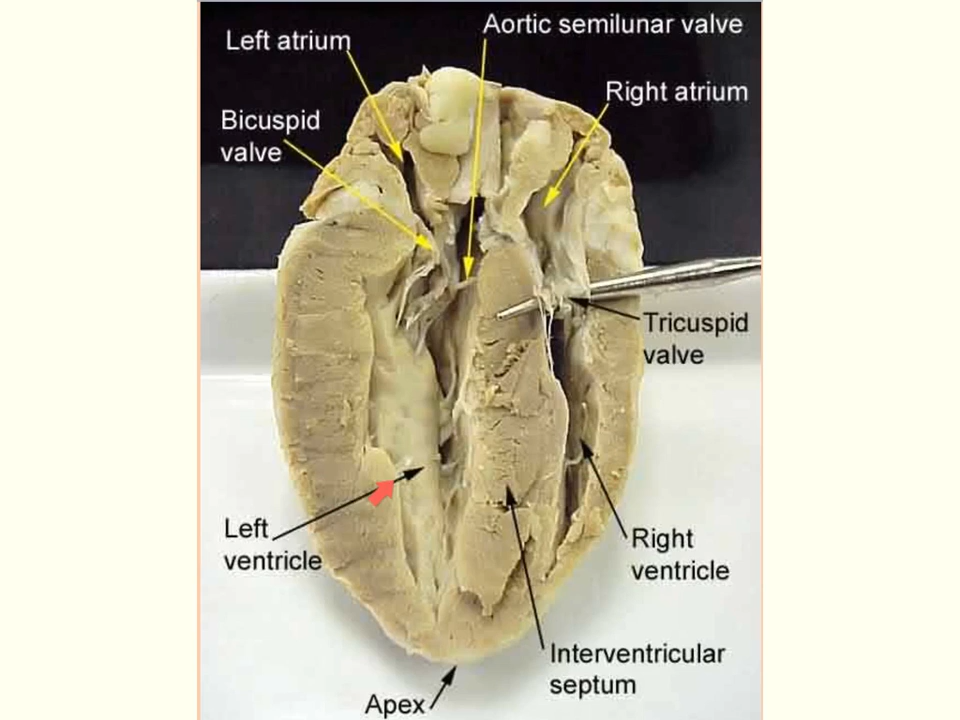 Left atrium
Aortic semilunar valve
Right atrium
Bicuspid
valve
Tricuspid
valve
Left
ventricle
Right
ventricle
Interventricular
septum
Apex